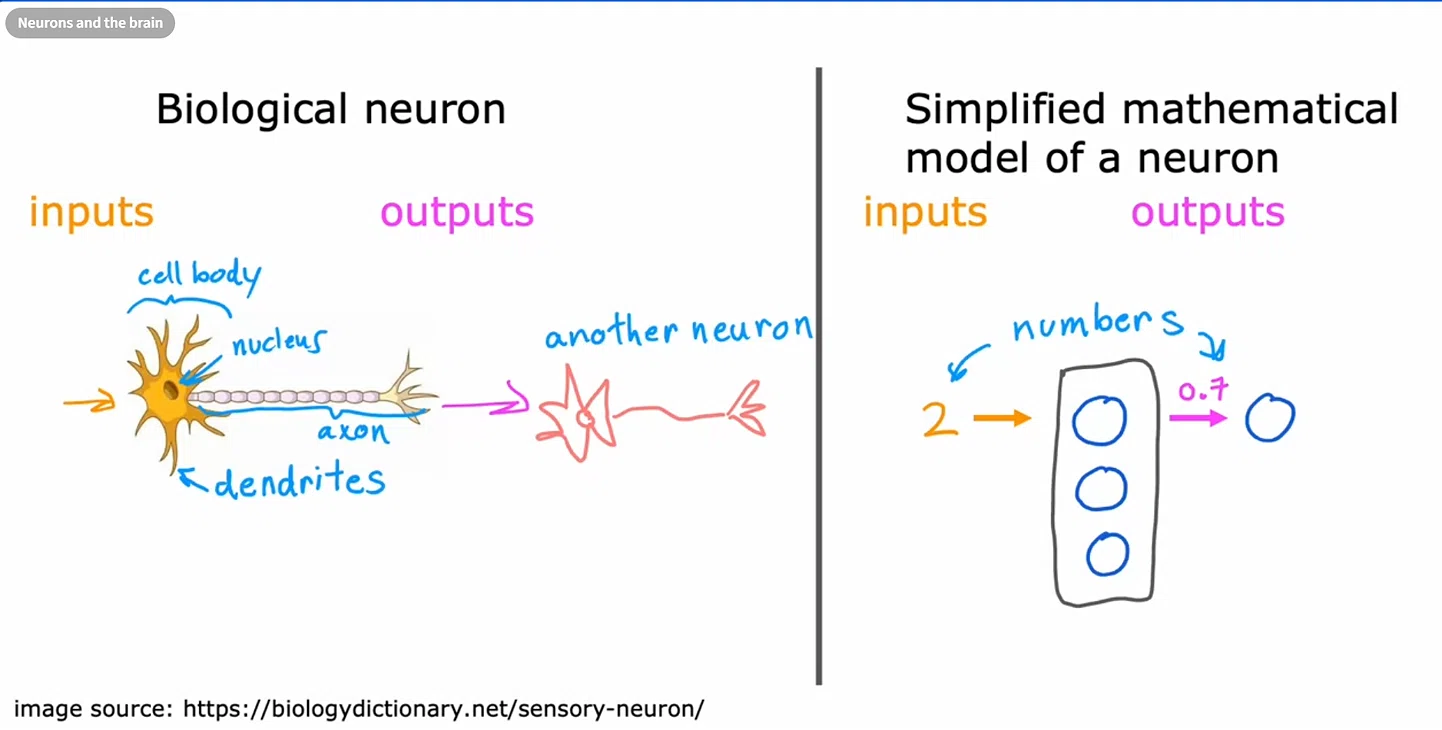 Neurons and the brain
Biological neuron
inputs
outputs
cell body
nucleus
another neuron
axon
dendrites
Simplified mathematical
model of a neuron
inputs
outputs
numbers
2
0.7
image source: https://biologydictionary.net/sensory-neuron/